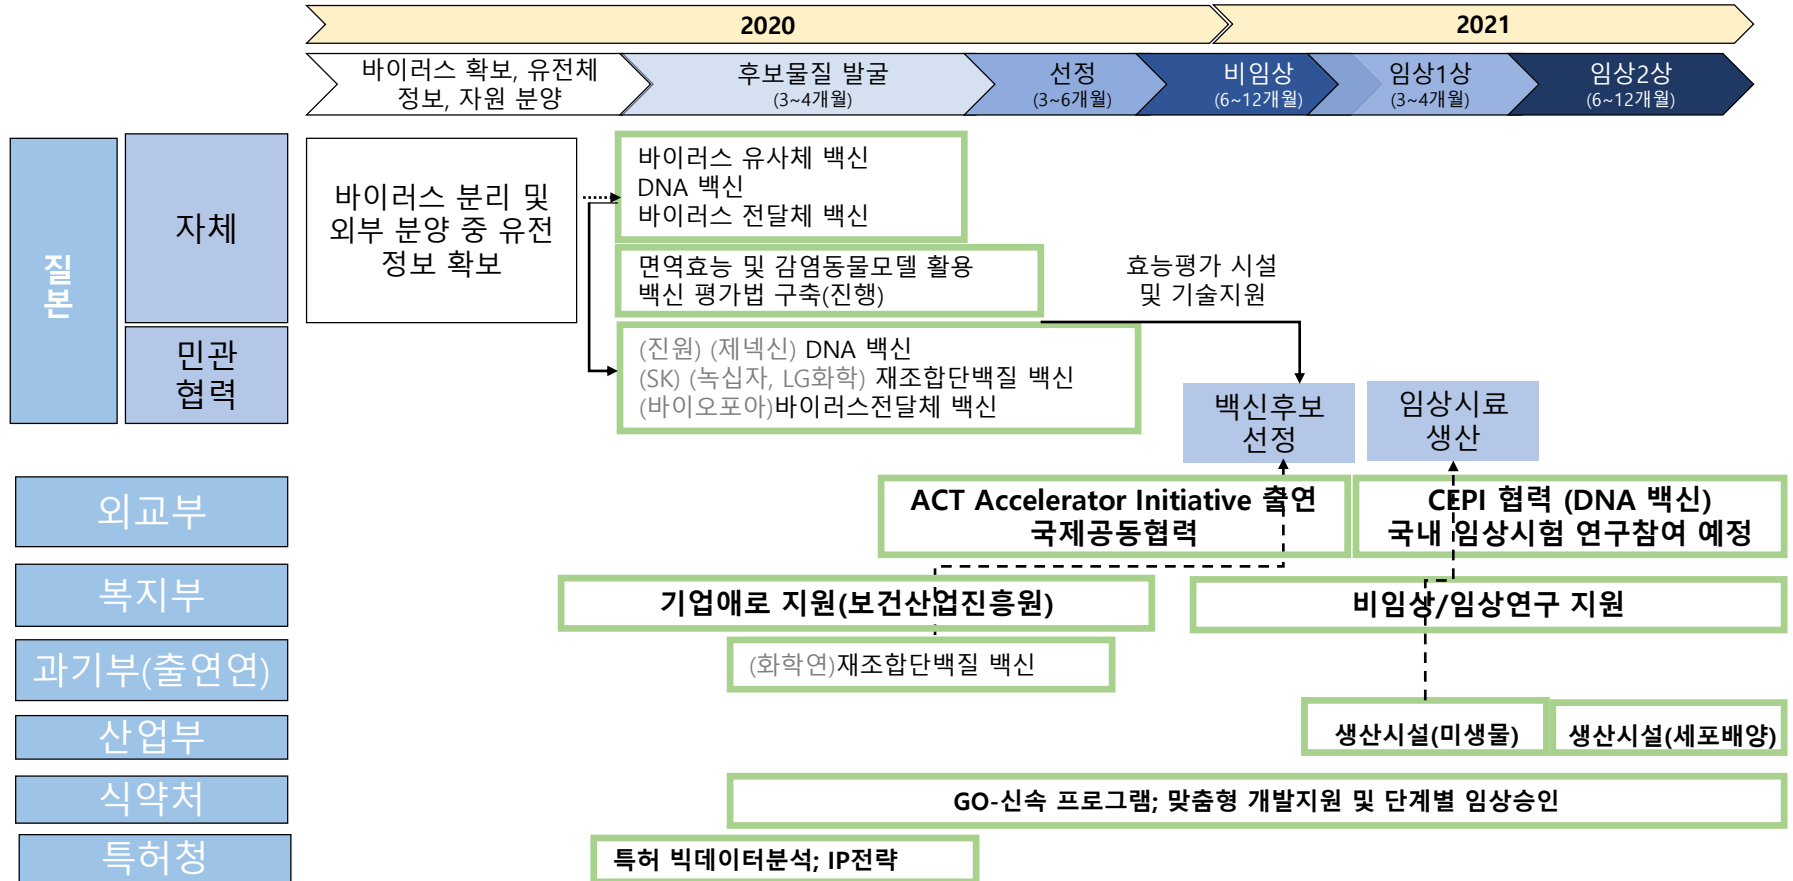 2020
2021
바이러스 확보, 유전체
정보, 자원 분양
후보물질 발굴
(3~4개월)
선정
(3~6개월)
비임상
(6~12개월)
임상1상
(3~4개월)
임상2상
(6~12개월)
질
본
자체
바이러스 분리 및
외부 분양 중 유전
정보 확보
바이러스 유사체 백신
DNA 백신
바이러스 전달체 백신
면역효능 및 감염동물모델 활용
백신 평가법 구축(진행)
효능평가 시설
및 기술지원
민관
협력
(진원) (제넥신) DNA 백신
(SK) (녹십자, LG화학) 재조합단백질 백신
(바이오포아)바이러스전달체 백신
백신후보
선정
임상시료
생산
외교부
ACT Accelerator Initiative 출연
국제공동협력
CEPI 협력 (DNA 백신)
국내 임상시험 연구참여 예정
복지부
기업애로 지원(보건산업진흥원)
비임상/임상연구 지원
과기부(출연연)
(화학연)재조합단백질 백신
산업부
생산시설(미생물)
생산시설(세포배양)
식약처
GO-신속 프로그램; 맞춤형 개발지원 및 단계별 임상승인
특허청
특허 빅데이터분석; IP전략